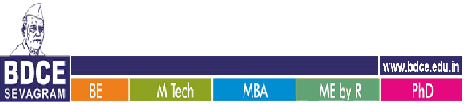 www.bdce.edu.in
BDCE
SEVAGRAM
BE M Tech MBA ME by R PhD